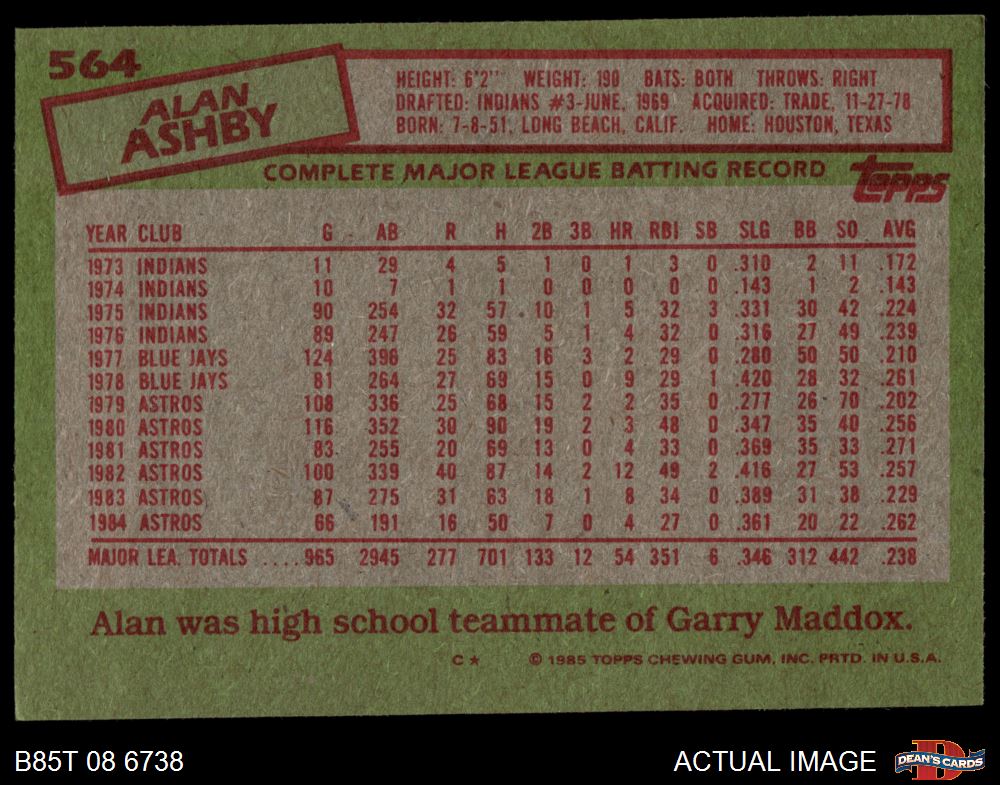 564
ALAN
ASHBY
HEIGHT: 6'2" WEIGHT: 190 BATS: BOTH THROWS: RIGHT
DRAFTED: INDIANS #3-JUNE, 1969 ACQUIRED: TRADE, 11-27-78
BORN: 7-8-51, LONG BEACH, CALIF. HOME: HOUSTON, TEXAS
COMPLETE MAJOR LEAGUE BATTING RECORD
topps
YEAR CLUB G AB R H 2B 3B HR RBI SB SLG BB SO AVG
1973 INDIANS 11 29 4 5 1 0 1 3 0 .310 2 11 .172
1974 INDIANS 10 7 1 1 0 0 0 0 0 .143 1 2 .143
1975 INDIANS 90 254 32 57 10 1 5 32 3 .331 30 42 .224
1976 INDIANS 89 247 26 59 5 1 4 32 0 .316 27 49 .239
1977 BLUE JAYS 124 396 25 83 16 3 2 29 0 .280 50 50 .210
1978 BLUE JAYS 81 264 27 69 15 0 9 29 1 .420 28 32 .261
1979 ASTROS 108 336 25 68 15 2 2 35 0 .277 26 70 .202
1980 ASTROS 116 352 30 90 19 2 3 48 0 .347 35 40 .256
1981 ASTROS 83 255 20 69 13 0 4 33 0 .369 35 33 .271
1982 ASTROS 100 339 40 87 14 2 12 49 2 .416 27 53 .257
1983 ASTROS 87 275 31 63 18 1 8 34 0 .389 31 38 .229
1984 ASTROS 66 191 16 50 7 0 4 27 0 .361 20 22 .262
MAJOR LEA. TOTALS ....965 2945 277 701 133 12 54 351 6 .346 312 442 .238
Alan was high school teammate of Garry Maddox.
C★ © 1985 TOPPS CHEWING GUM, INC. PRTD. IN U.S.A.
B85T 08 6738
ACTUAL IMAGE
DEAN'S CARDS